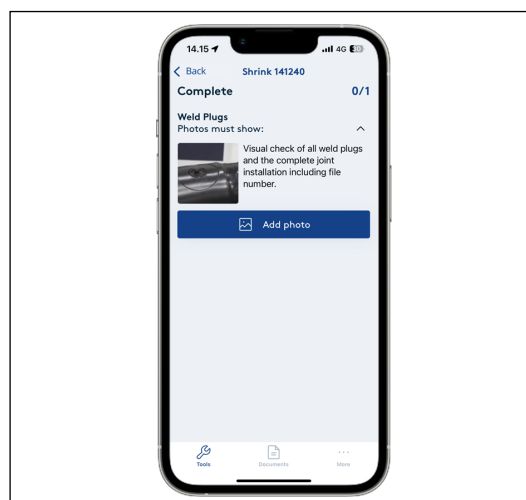 14.15
4G
Back
Shrink 141240
Complete
0/1
Weld Plugs
Photos must show:
Visual check of all weld plugs
and the complete joint
installation including file
number.
Add photo
Tools
Documents
More